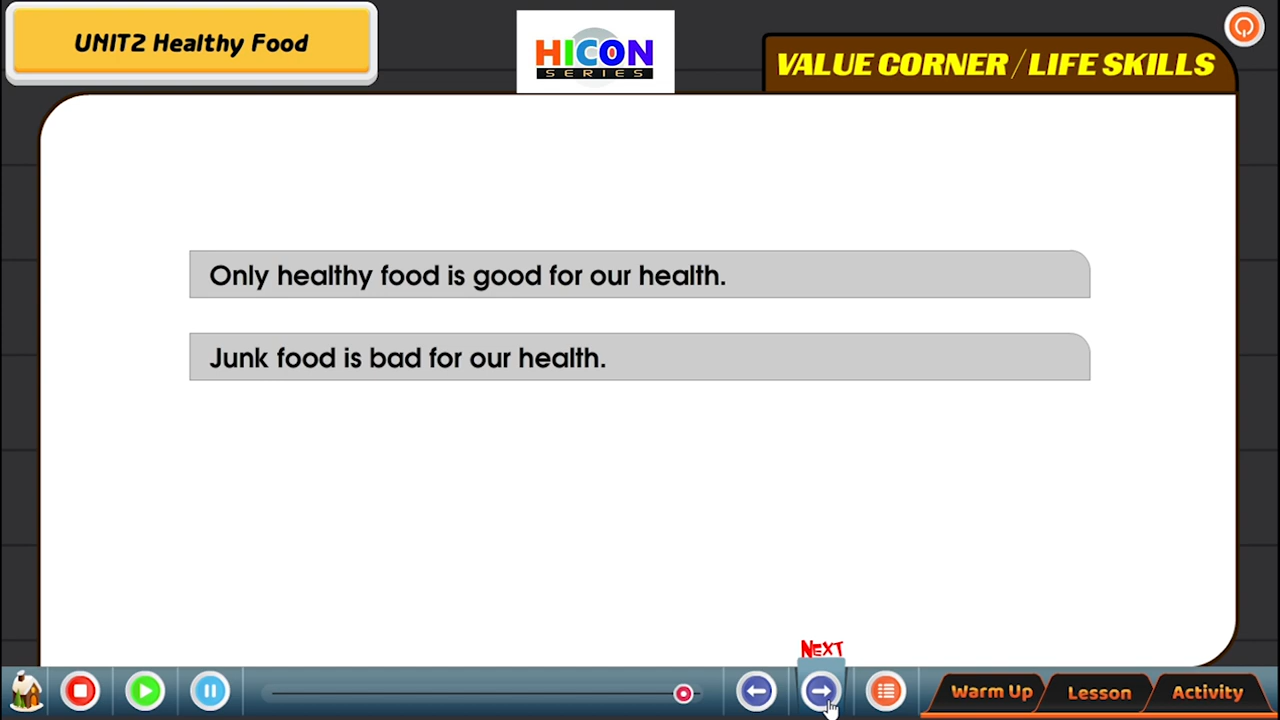 UNIT2 Healthy Food
HICON
SERIES
VALUE CORNER / LIFE SKILLS
Only healthy food is good for our health.
Junk food is bad for our health.
NEXT
Warm Up
Lesson
Activity